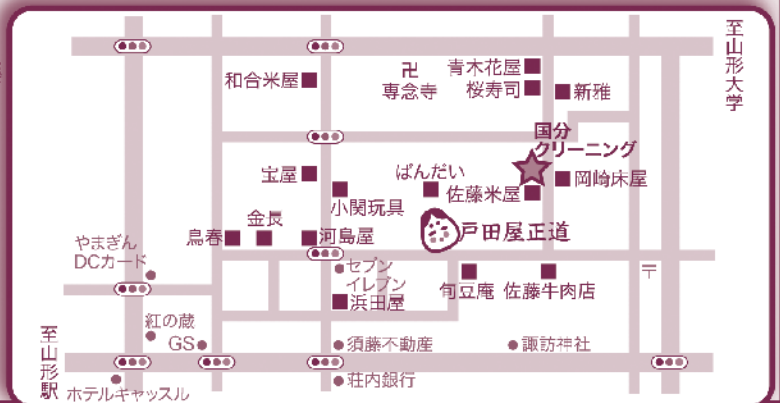 至山形大学
卍
専念寺
青木花屋
桜寿司
新雅
和合米屋
国分
クリーニング
宝屋
ばんだい
岡崎床屋
小関玩具
佐藤米屋
金長
鳥春
河島屋
戸田屋正道
やまぎん
DCカード
セブン
イレブン
旬豆庵
佐藤牛肉店
〒
浜田屋
紅の蔵
GS
須藤不動産
諏訪神社
至山形駅
ホテルキャッスル
荘内銀行